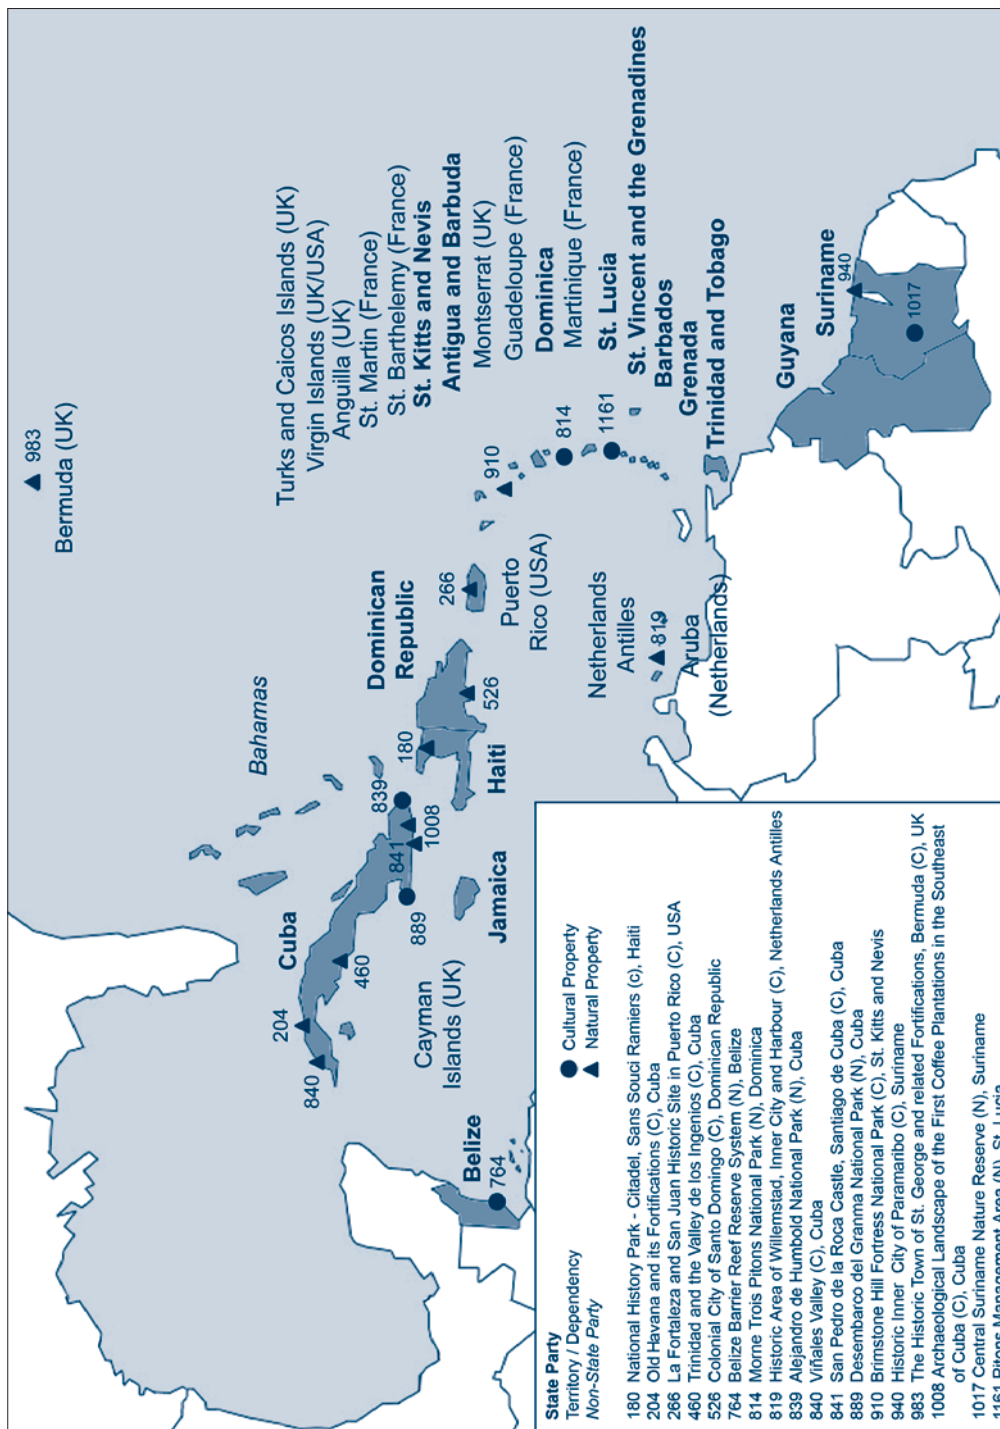 983
Bermuda (UK)
Turks and Caicos Islands (UK)
Virgin Islands (UK/USA)
Anguilla (UK)
St. Martin (France)
St. Barthelemy (France)
St. Kitts and Nevis
Antigua and Barbuda
Montserrat (UK)
Guadeloupe (France)
Dominica
Martinique (France)
St. Lucia
St. Vincent and the Grenadines
Barbados
Grenada
Trinidad and Tobago
Guyana
Suriname
940
1017
910
814
1161
Bahamas
Dominican
Republic
266
Puerto
Rico (USA)
526
180
Haiti
Netherlands
Antilles
819
Aruba
(Netherlands)
839
841
1008
889
Jamaica
Cuba
204
840
460
Cayman
Islands (UK)
Belize
764
State Party
Territory / Dependency
Non-State Party
Cultural Property
Natural Property
180 National History Park - Citadel, Sans Souci Ramiers (c), Haiti
204 Old Havana and its Fortifications (C), Cuba
266 La Fortaleza and San Juan Historic Site in Puerto Rico (C), USA
460 Trinidad and the Valley de los Ingenios (C), Cuba
526 Colonial City of Santo Domingo (C), Dominican Republic
764 Belize Barrier Reef Reserve System (N), Belize
814 Morne Trois Pitons National Park (N), Dominica
819 Historic Area of Willemstad, Inner City and Harbour (C), Netherlands Antilles
839 Alejandro de Humbold National Park (N), Cuba
840 Viñales Valley (C), Cuba
841 San Pedro de la Roca Castle, Santiago de Cuba (C), Cuba
889 Desembarco del Granma National Park (N), Cuba
910 Brimstone Hill Fortress National Park (C), St. Kitts and Nevis
940 Historic Inner City of Paramaribo (C), Suriname
983 The Historic Town of St. George and related Fortifications, Bermuda (C), UK
1008 Archaeological Landscape of the First Coffee Plantations in the Southeast
of Cuba (C), Cuba
1017 Central Suriname Nature Reserve (N), Suriname
1161 Pitons Management Area (N), St. Lucia